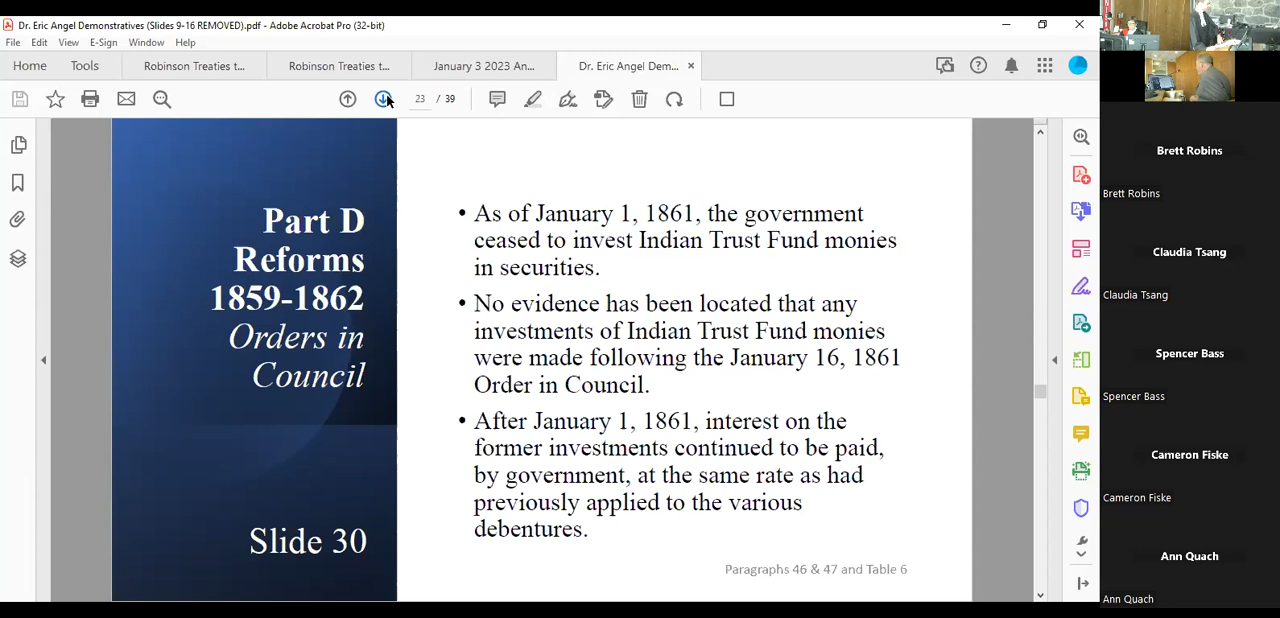 Dr. Eric Angel Demonstratives (Slides 9-16 REMOVED).pdf - Adobe Acrobat Pro (32-bit)
File Edit View E-Sign Window Help
Home Tools Robinson Treaties t... Robinson Treaties t... January 3 2023 An... Dr. Eric Angel Dem...
23 / 39
Part D
Reforms
1859-1862
Orders in
Council
Slide 30
• As of January 1, 1861, the government
ceased to invest Indian Trust Fund monies
in securities.
• No evidence has been located that any
investments of Indian Trust Fund monies
were made following the January 16, 1861
Order in Council.
• After January 1, 1861, interest on the
former investments continued to be paid,
by government, at the same rate as had
previously applied to the various
debentures.
Paragraphs 46 & 47 and Table 6
Brett Robins
Brett Robins
Claudia Tsang
Claudia Tsang
Spencer Bass
Spencer Bass
Cameron Fiske
Cameron Fiske
Ann Quach
Ann Quach